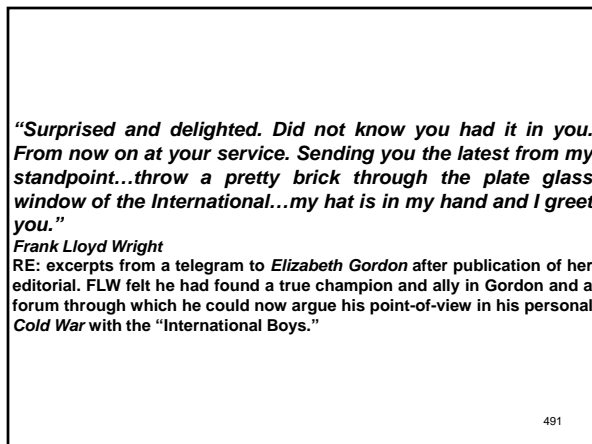 “Surprised and delighted. Did not know you had it in you.
From now on at your service. Sending you the latest from my
standpoint…throw a pretty brick through the plate glass
window of the International…my hat is in my hand and I greet
you.”
Frank Lloyd Wright
RE: excerpts from a telegram to Elizabeth Gordon after publication of her
editorial. FLW felt he had found a true champion and ally in Gordon and a
forum through which he could now argue his point-of-view in his personal
Cold War with the “International Boys.”
491